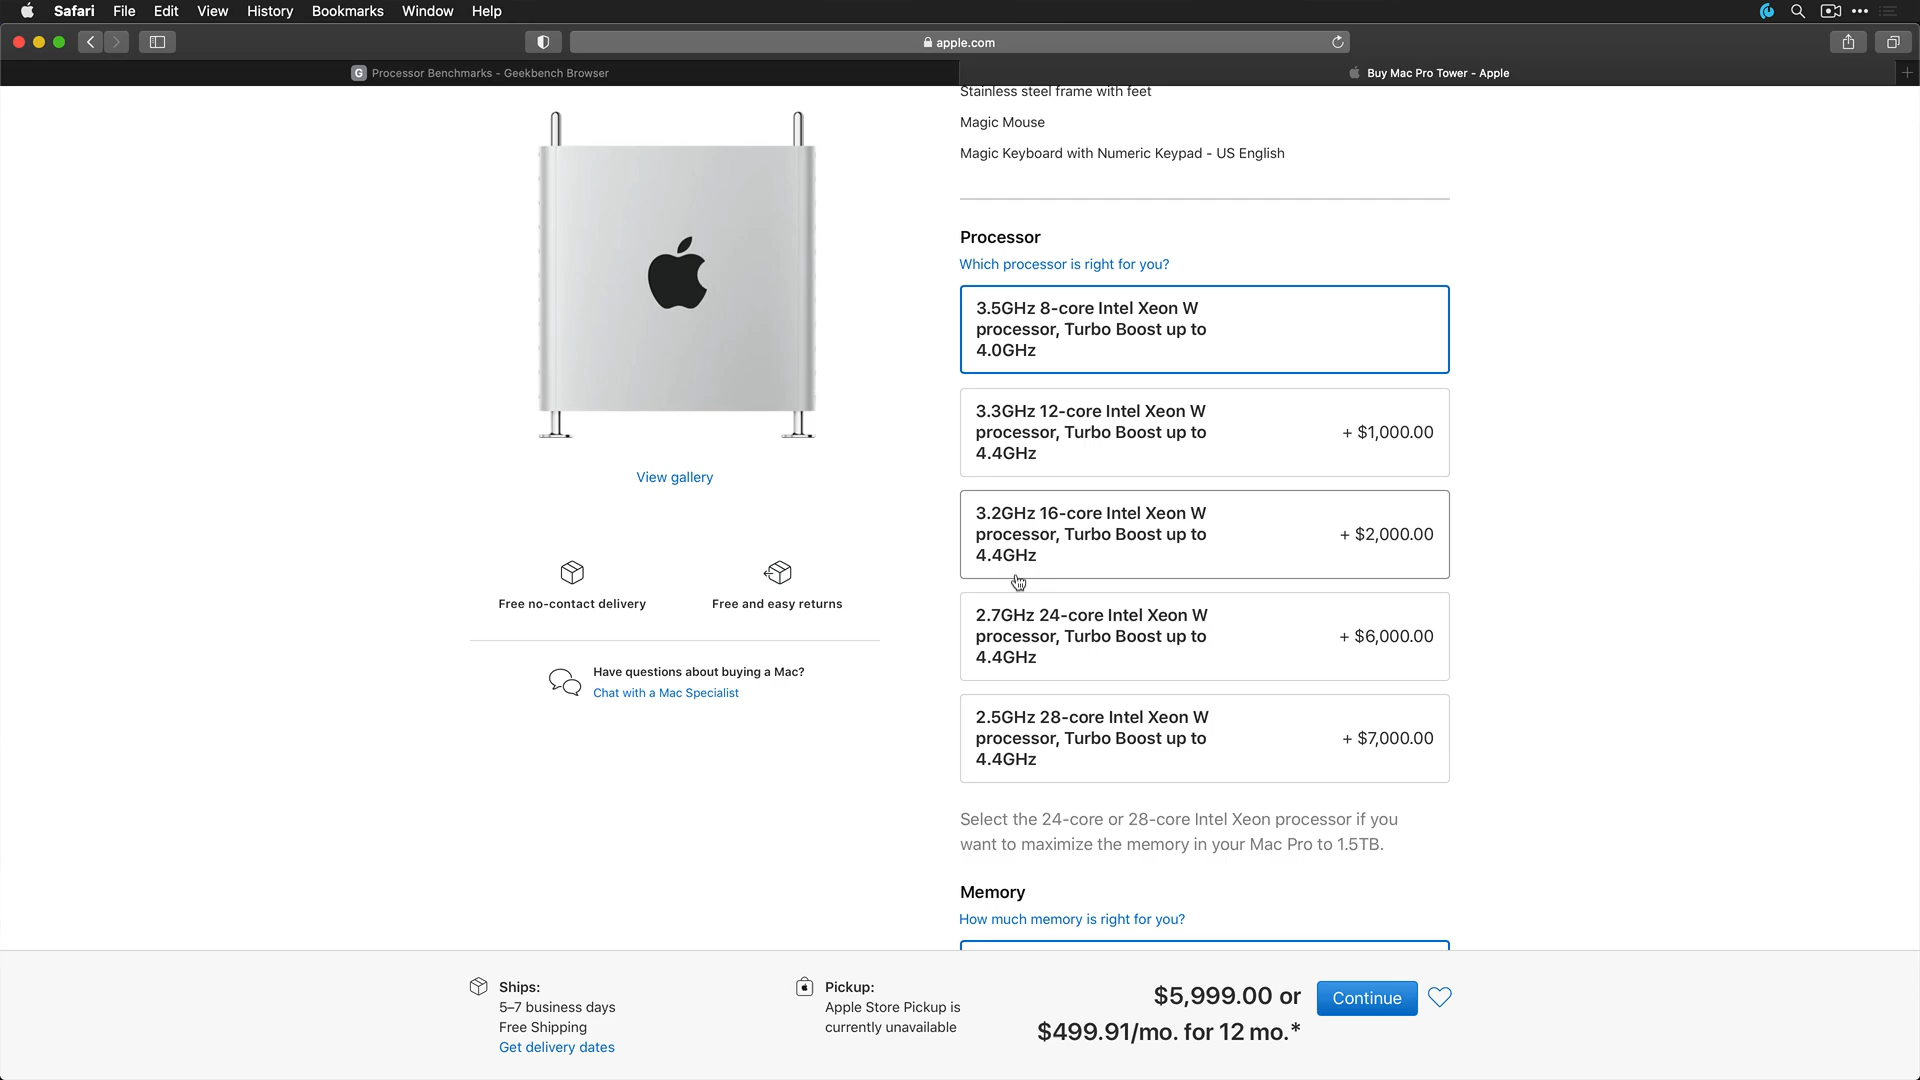 Safari File Edit View History Bookmarks Window Help
apple.com
G Processor Benchmarks - Geekbench Browser
Buy Mac Pro Tower - Apple
Stainless steel frame with feet
Magic Mouse
Magic Keyboard with Numeric Keypad - US English
Processor
Which processor is right for you?
3.5GHz 8-core Intel Xeon W
processor, Turbo Boost up to
4.0GHz
3.3GHz 12-core Intel Xeon W
processor, Turbo Boost up to
4.4GHz
+ $1,000.00
3.2GHz 16-core Intel Xeon W
processor, Turbo Boost up to
4.4GHz
+ $2,000.00
2.7GHz 24-core Intel Xeon W
processor, Turbo Boost up to
4.4GHz
+ $6,000.00
2.5GHz 28-core Intel Xeon W
processor, Turbo Boost up to
4.4GHz
+ $7,000.00
Select the 24-core or 28-core Intel Xeon processor if you
want to maximize the memory in your Mac Pro to 1.5TB.
Memory
How much memory is right for you?
View gallery
Free no-contact delivery
Free and easy returns
Have questions about buying a Mac?
Chat with a Mac Specialist
Ships:
5–7 business days
Free Shipping
Get delivery dates
Pickup:
Apple Store Pickup is
currently unavailable
$5,999.00 or
$499.91/mo. for 12 mo.*
Continue